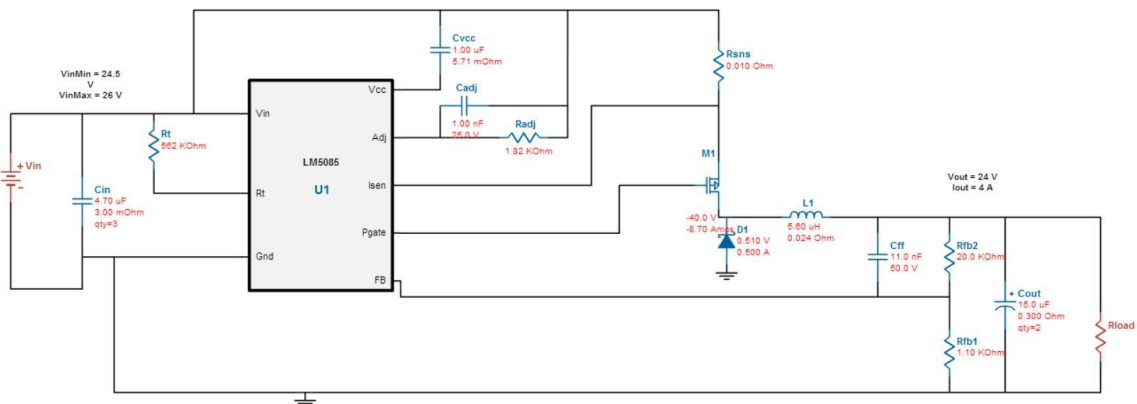 VinMin = 24.5
V
VinMax = 26 V
+ Vin
-
Cin
4.70 uF
3.00 mOhm
qty=3
Rt
562 KOhm
Vin
Rt
Gnd
LM5085
U1
Vcc
Adj
Isen
Pgate
FB
Cvcc
1.00 uF
5.71 mOhm
Cadj
1.00 nF
25.0 V
Radj
1.82 KOhm
Rsns
0.010 Ohm
M1
-40.0 V
-8.70 Amps
D1
0.510 V
0.500 A
L1
5.60 uH
0.024 Ohm
Vout = 24 V
Iout = 4 A
Cff
11.0 nF
50.0 V
Rfb2
20.0 KOhm
Rfb1
1.10 KOhm
+ Cout
15.0 uF
0.300 Ohm
qty=2
Rload